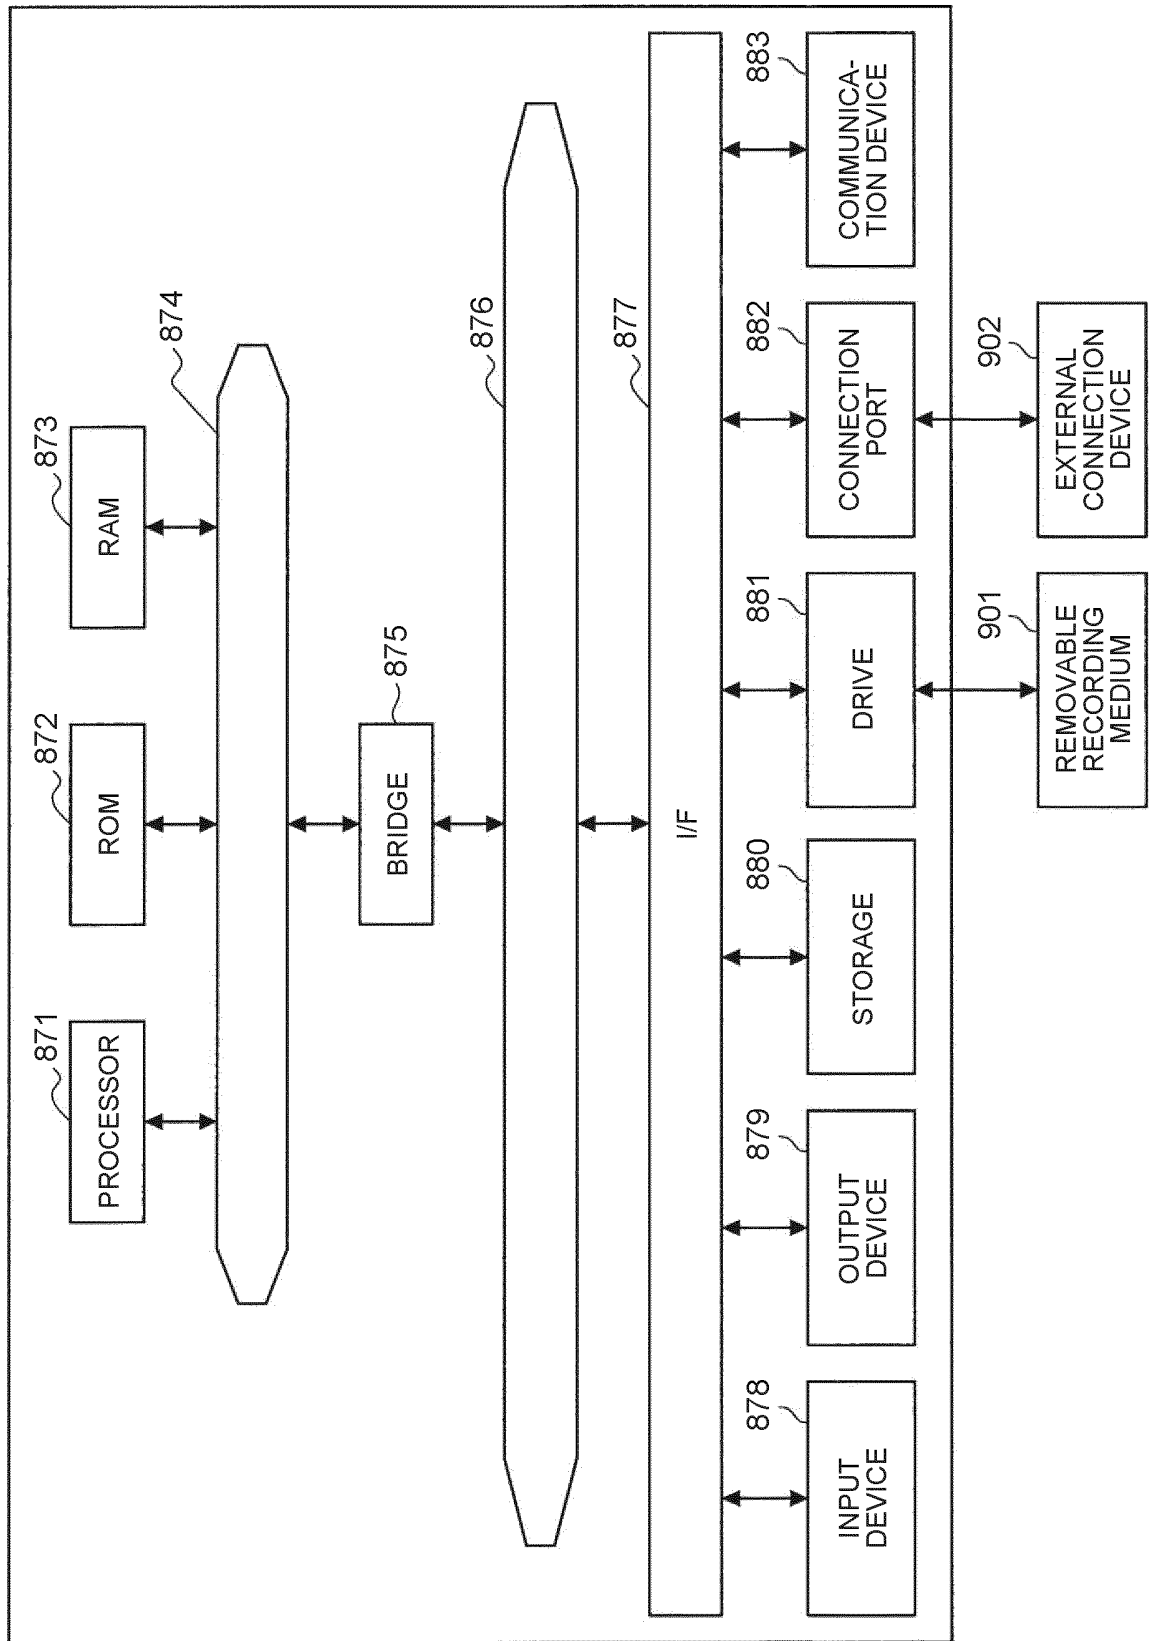 871
PROCESSOR
872
ROM
873
RAM
874
875
BRIDGE
876
877
I/F
878
INPUT
DEVICE
879
OUTPUT
DEVICE
880
STORAGE
881
DRIVE
882
CONNECTION
PORT
883
COMMUNICA-
TION DEVICE
901
REMOVABLE
RECORDING
MEDIUM
902
EXTERNAL
CONNECTION
DEVICE